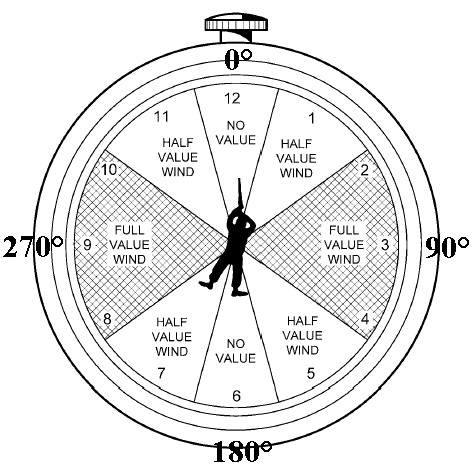 0°
12
11
1
NO
VALUE
HALF
VALUE
WIND
HALF
VALUE
WIND
10
2
270°
9
FULL
VALUE
WIND
FULL
VALUE
WIND
3
90°
8
4
HALF
VALUE
WIND
NO
VALUE
HALF
VALUE
WIND
7
5
6
180°